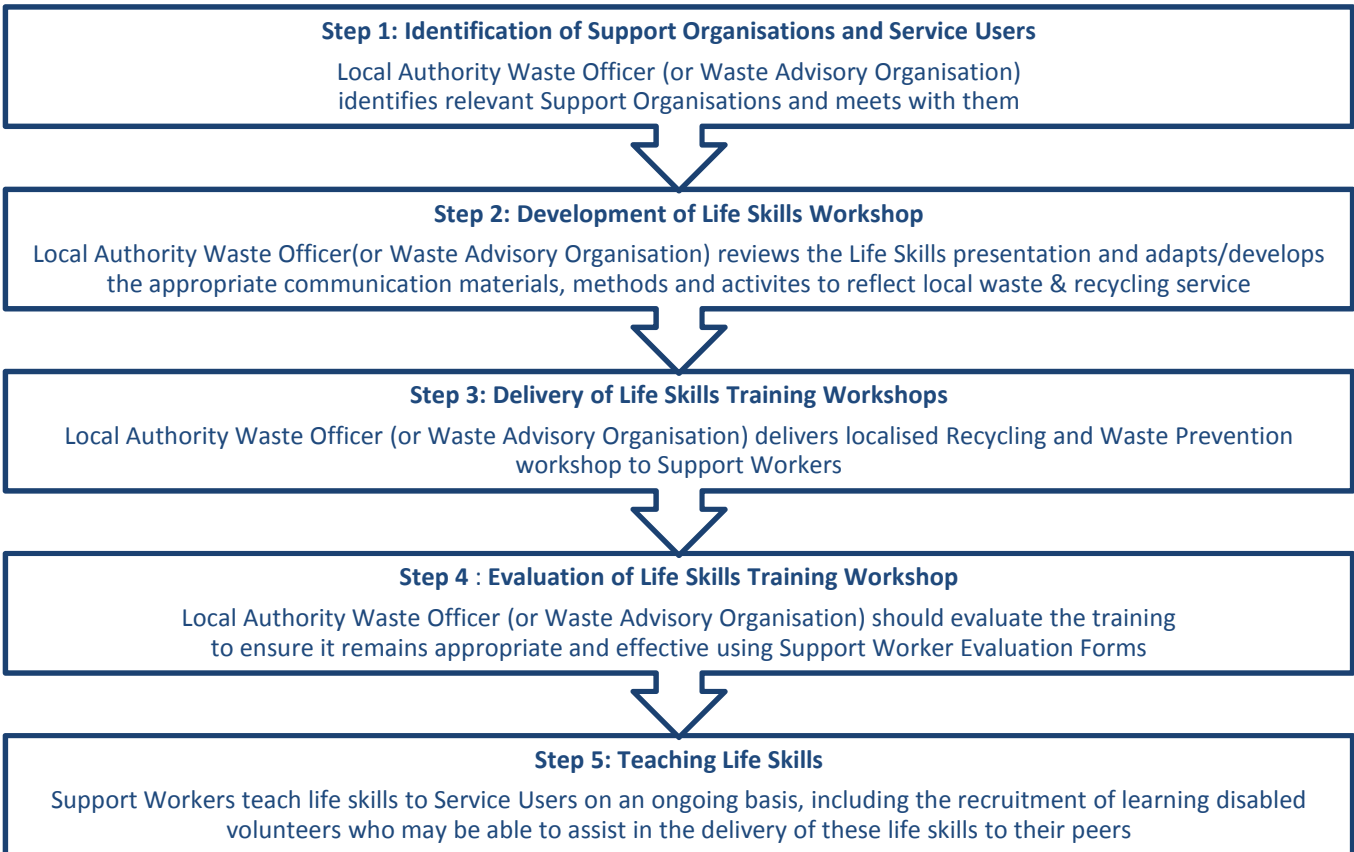 Step 1: Identification of Support Organisations and Service Users
Local Authority Waste Officer (or Waste Advisory Organisation)
identifies relevant Support Organisations and meets with them
Step 2: Development of Life Skills Workshop
Local Authority Waste Officer(or Waste Advisory Organisation) reviews the Life Skills presentation and adapts/develops
the appropriate communication materials, methods and activites to reflect local waste & recycling service
Step 3: Delivery of Life Skills Training Workshops
Local Authority Waste Officer (or Waste Advisory Organisation) delivers localised Recycling and Waste Prevention
workshop to Support Workers
Step 4 : Evaluation of Life Skills Training Workshop
Local Authority Waste Officer (or Waste Advisory Organisation) should evaluate the training
to ensure it remains appropriate and effective using Support Worker Evaluation Forms
Step 5: Teaching Life Skills
Support Workers teach life skills to Service Users on an ongoing basis, including the recruitment of learning disabled
volunteers who may be able to assist in the delivery of these life skills to their peers